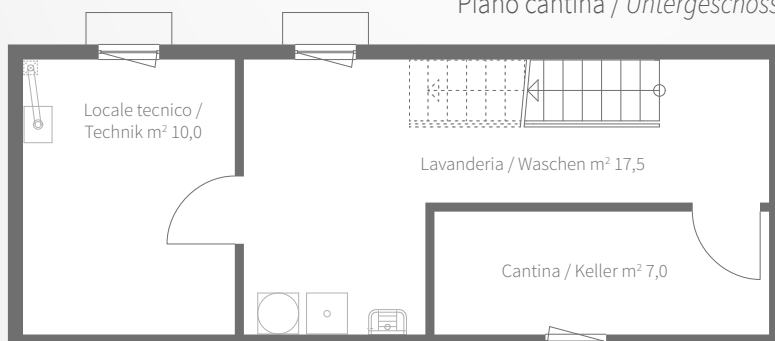 Piano cantina / Untergeschoss
Locale tecnico /
Technik m² 10,0
Lavanderia / Waschen m² 17,5
Cantina / Keller m² 7,0